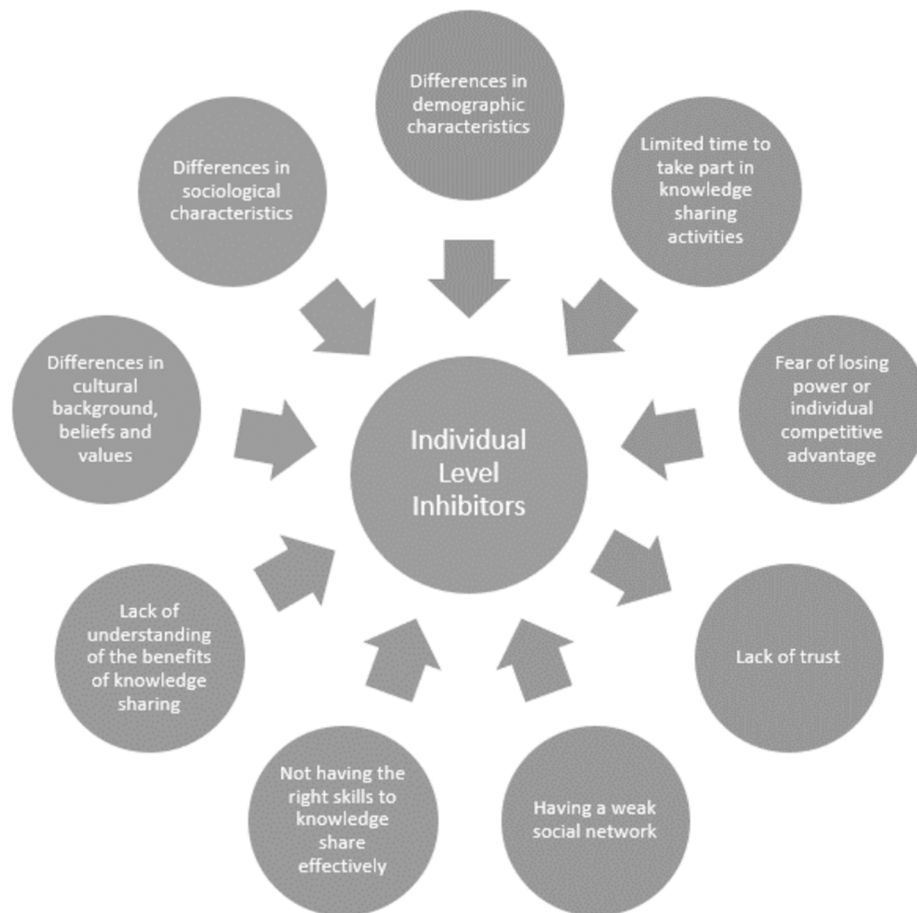 Differences in
demographic
characteristics
Limited time to
take part in
knowledge
sharing
activities
Fear of losing
power or
individual
competitive
advantage
Lack of trust
Having a weak
social network
Not having the
right skills to
knowledge
share
effectively
Lack of
understanding
of the benefits
of knowledge
sharing
Differences in
cultural
background,
beliefs and
values
Differences in
sociological
characteristics
Individual
Level
Inhibitors